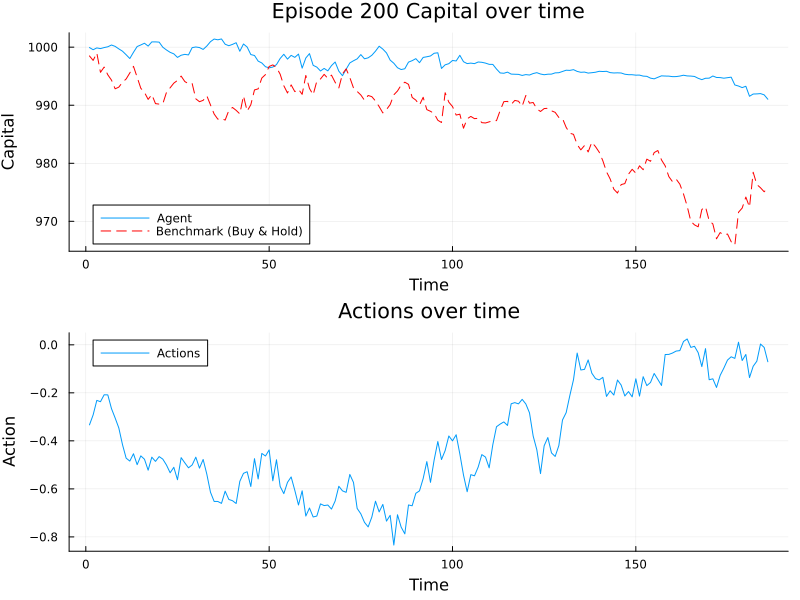 Episode 200 Capital over time
1000
990
980
970
Capital
Agent
Benchmark (Buy & Hold)
0
50
100
150
Time
Actions over time
0.0
−0.2
−0.4
−0.6
−0.8
Action
Actions
0
50
100
150
Time